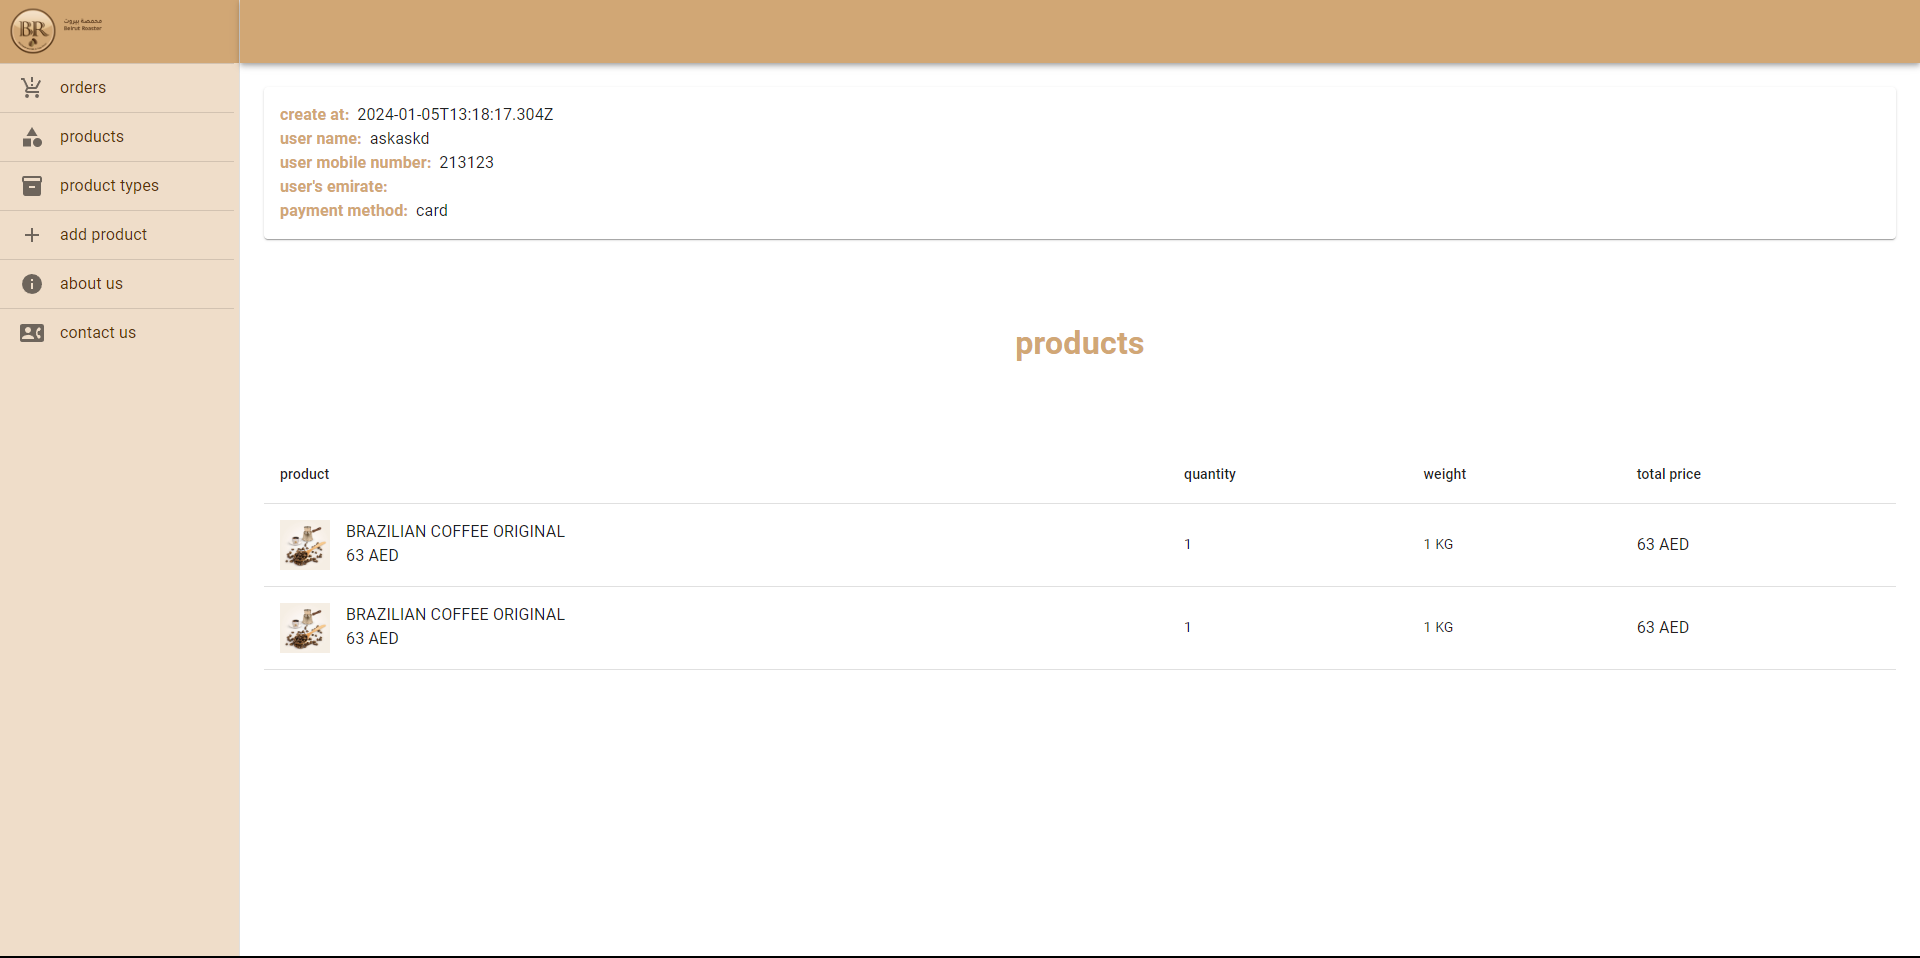 BR
محمصة بيروت
Beirut Roaster
orders
products
product types
add product
about us
contact us
create at: 2024-01-05T13:18:17.304Z
user name: askaskd
user mobile number: 213123
user's emirate:
payment method: card
products
product quantity weight total price
BRAZILIAN COFFEE ORIGINAL
63 AED
1 1 KG 63 AED
BRAZILIAN COFFEE ORIGINAL
63 AED
1 1 KG 63 AED